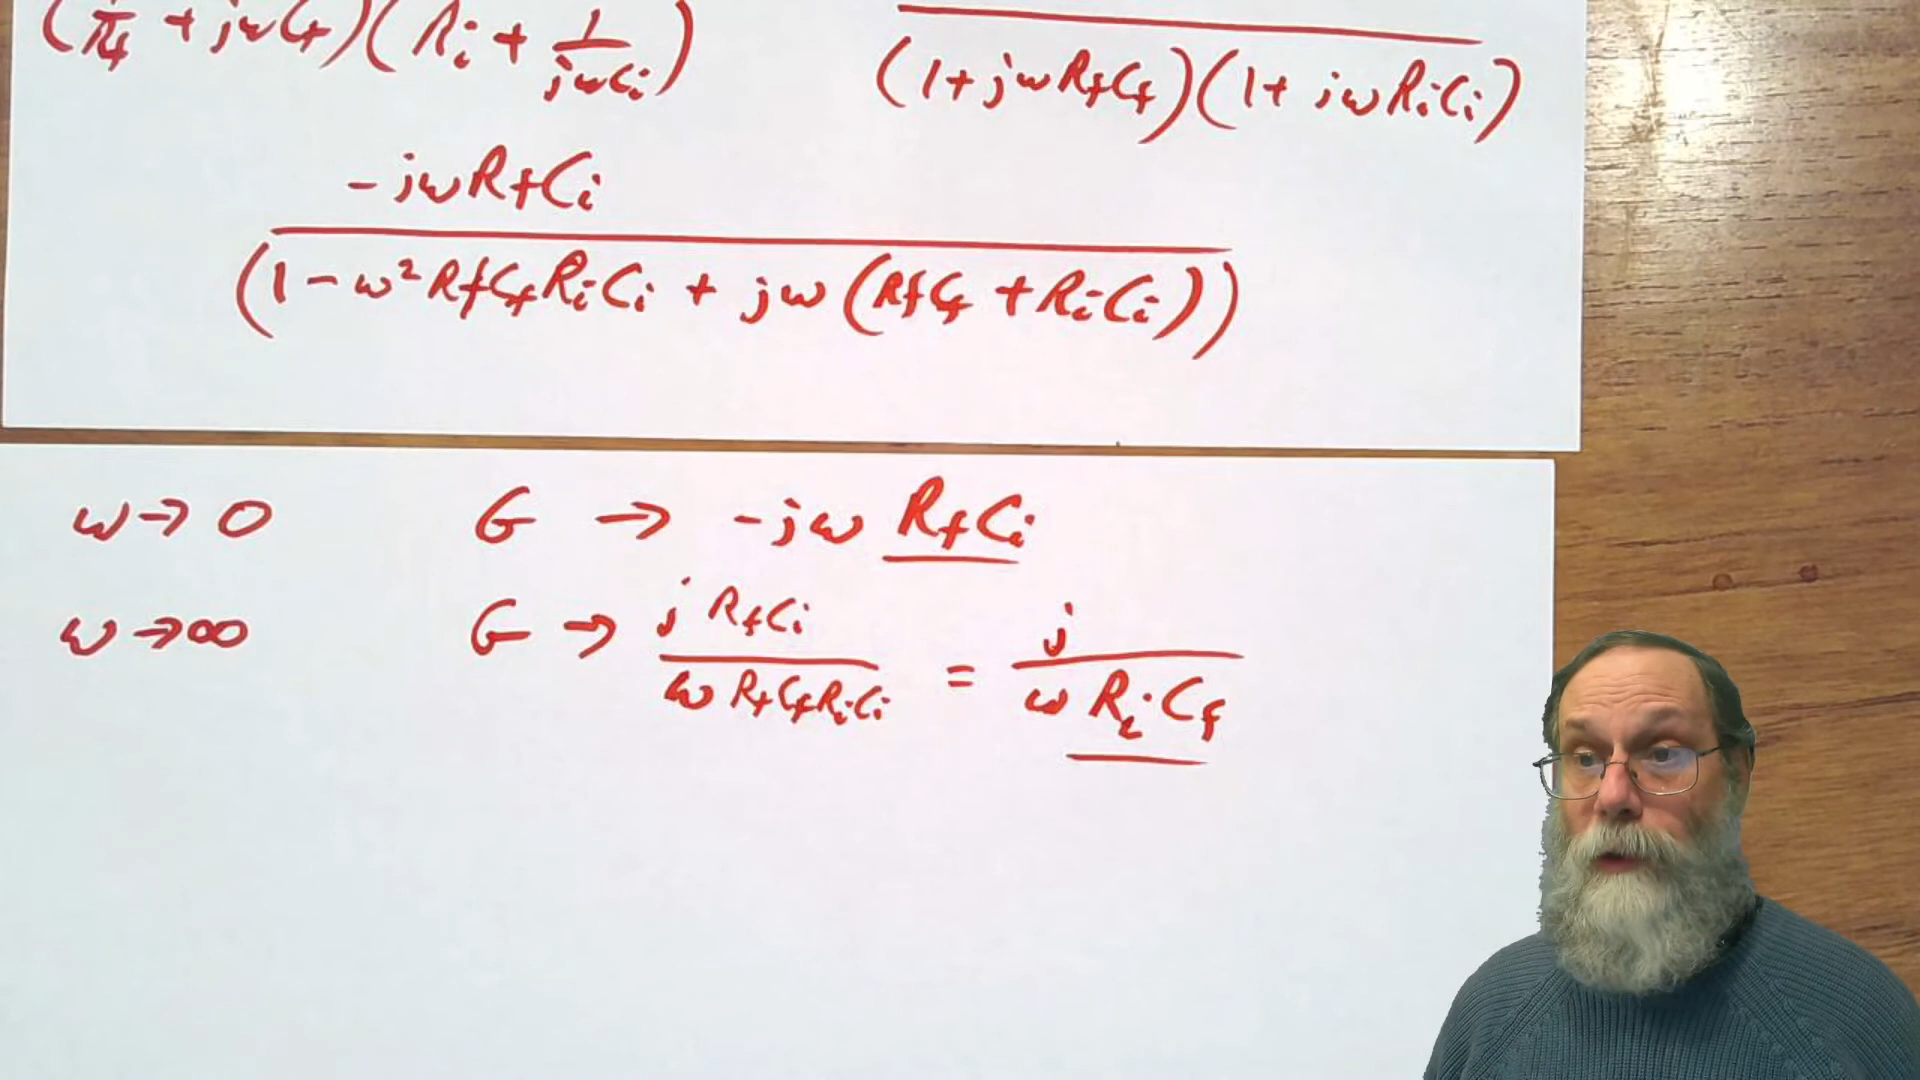 (1/Rf + jωCf)(Ri + 1/jωCi)
(1+jωRfCf)(1+jωRiCi)
-jωRfCi
(1-ω²RfCfRiCi + jω(RfCf + RiCi))
ω→0 G → -jω RfCi
ω→∞ G → j RfCi / ω RfCfRiCi = j / ω RiCf